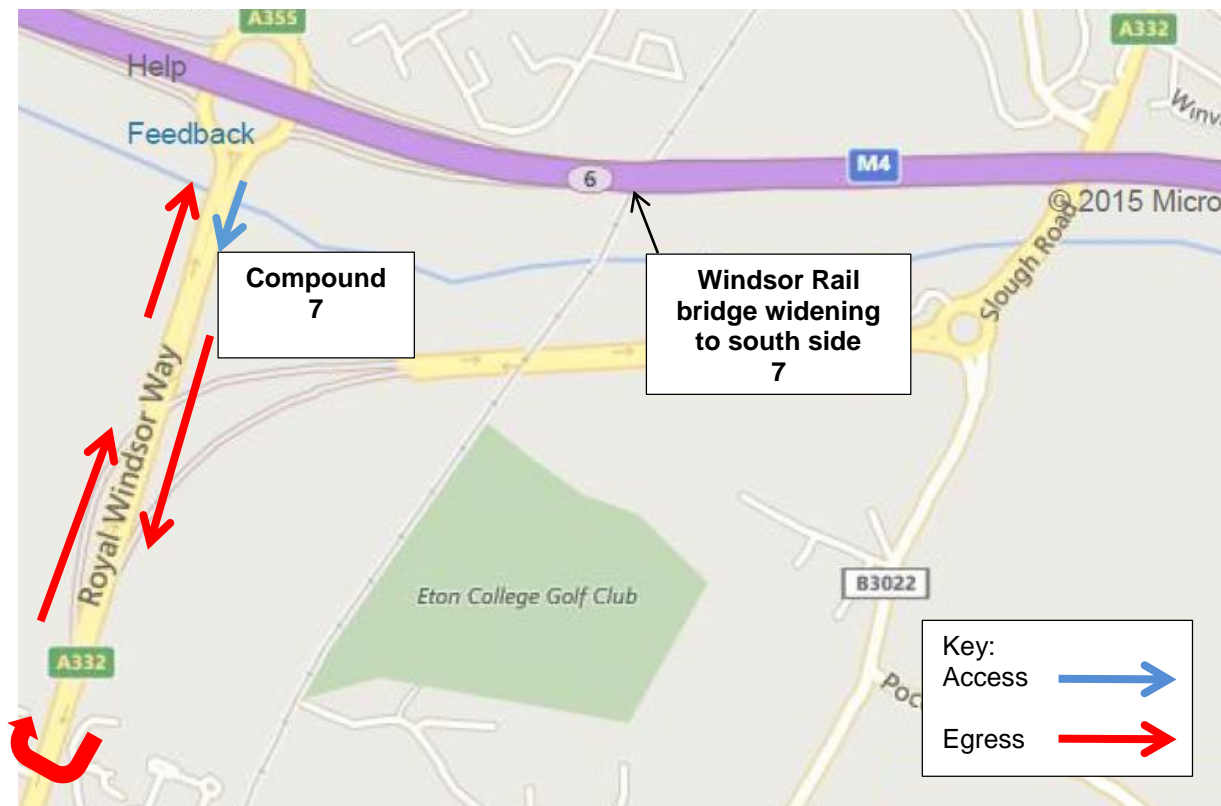 A355
A332
Help
Winv
Feedback
M4
6
© 2015 Micro
Compound
7
Windsor Rail
bridge widening
to south side
7
Slough Road
Royal Windsor Way
Eton College Golf Club
B3022
A332
Poc
Key:
Access
Egress